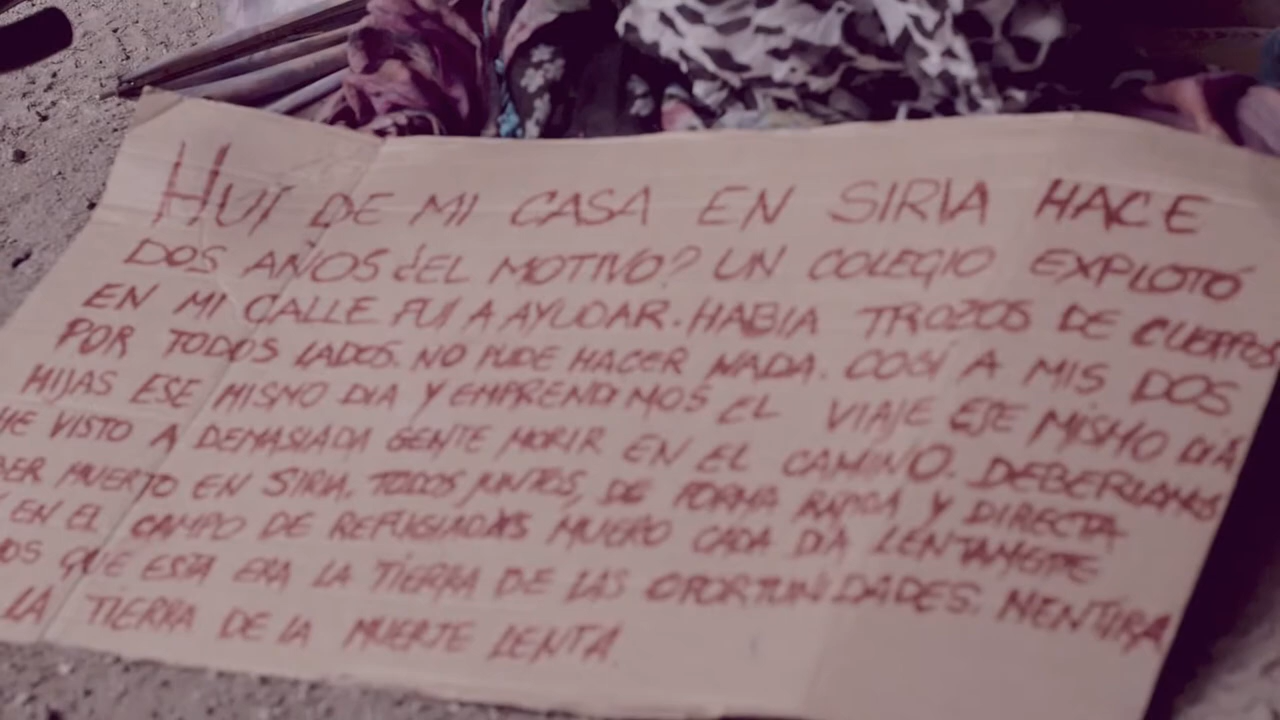 HUI DE MI CASA EN SIRIA HACE
DOS AÑOS ¿EL MOTIVO? UN COLEGIO EXPLOTÓ
EN MI CALLE FUI A AYUDAR. HABIA TROZOS DE CUERPOS
POR TODOS LADOS. NO PUDE HACER NADA. COGÍ A MIS DOS
HIJAS ESE MISMO DIA Y EMPRENDIMOS EL VIAJE ESE MISMO DIA
HE VISTO A DEMASIADA GENTE MORIR EN EL CAMINO. DEBERIAMOS
BER MUERTO EN SIRIA. TODOS JUNTOS, DE FORMA RAPIDA Y DIRECTA
EN EL CAMPO DE REFUGIADAS MUERO CADA DIA LENTAMENTE
OS QUE ESTA ERA LA TIERRA DE LAS OPORTUNIDADES. MENTIRA
LA TIERRA DE LA MUERTE LENTA